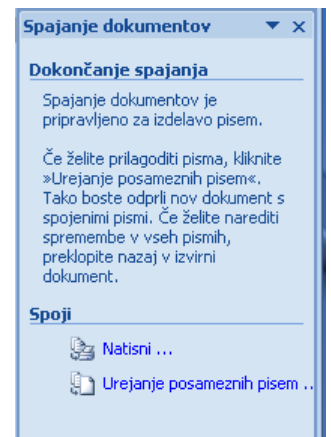 Spajanje dokumentov
Dokončanje spajanja
Spajanje dokumentov je
pripravljeno za izdelavo pisem.
Če želite prilagoditi pisma, kliknite
»Urejanje posameznih pisem«.
Tako boste odprli nov dokument s
spojenimi pismi. Če želite narediti
spremembe v vseh pismih,
preklopite nazaj v izvirni
dokument.
Spoji
Natisni ...
Urejanje posameznih pisem ..